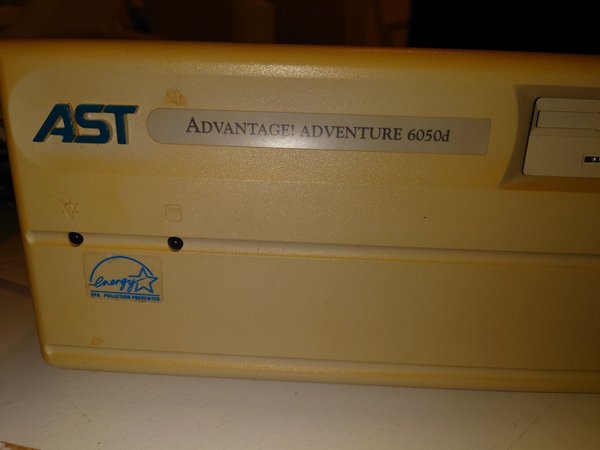 AST
ADVANTAGE! ADVENTURE 6050d
energy
EPA POLLUTION PREVENTER